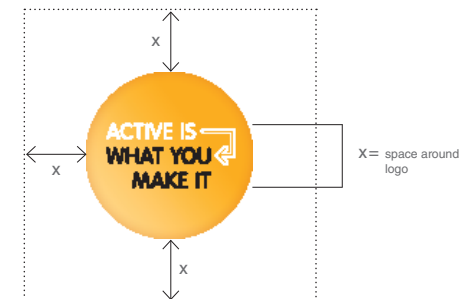 x
ACTIVE IS
WHAT YOU
MAKE IT
x
x = space around
logo
x